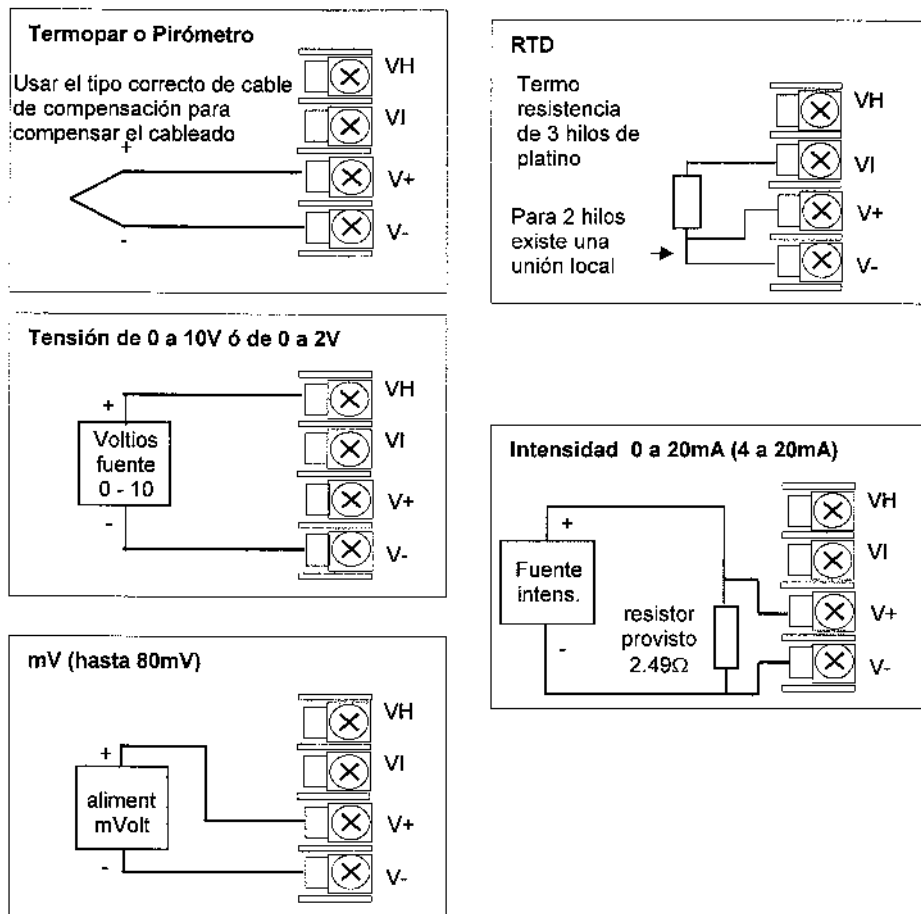 Termopar o Pirómetro
Usar el tipo correcto de cable
de compensación para
compensar el cableado
+
-
VH
VI
V+
V-
RTD
Termo
resistencia
de 3 hilos de
platino
Para 2 hilos
existe una
unión local
VH
VI
V+
V-
Tensión de 0 a 10V ó de 0 a 2V
+
Voltios
fuente
0 - 10
-
VH
VI
V+
V-
Intensidad 0 a 20mA (4 a 20mA)
+
Fuente
intens.
-
resistor
provisto
2.49Ω
VH
VI
V+
V-
mV (hasta 80mV)
+
aliment
mVolt
-
VH
VI
V+
V-